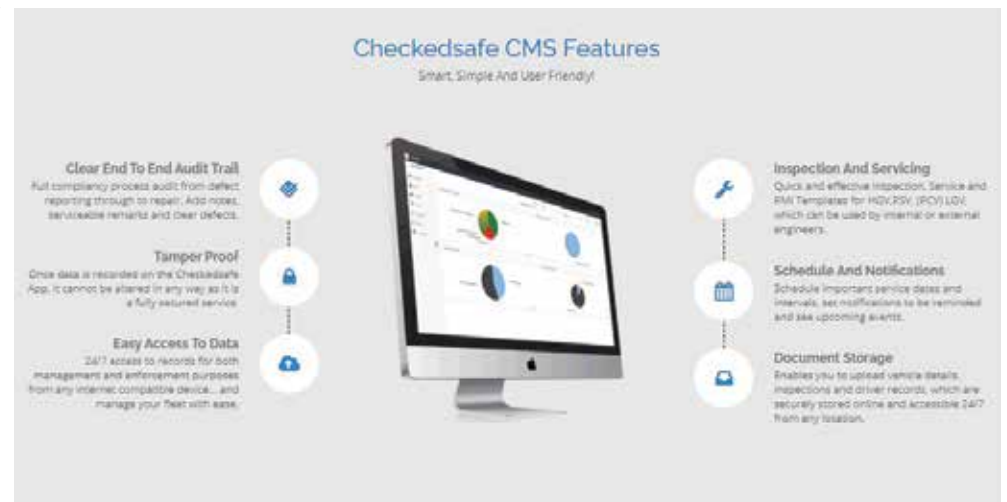 Checkedsafe CMS Features
Smart, Simple And User Friendly!
Clear End To End Audit Trail
Full compliancy process audit from defect
reporting through to repair. Add notes,
serviceable remarks and clear defects.
Tamper Proof
Once data is recorded on the Checkedsafe
App, it cannot be altered in any way as it is
a fully secured service.
Easy Access To Data
24/7 access to records for both
management and enforcement purposes
from any internet compatible device... and
manage your fleet with ease.
Inspection And Servicing
Quick and effective Inspection, Service and
PMI Templates for HGV,PSV, (PCV) LGV,
which can be used by internal or external
engineers.
Schedule And Notifications
Schedule important service dates and
intervals, set notifications to be reminded
and see upcoming events.
Document Storage
Enables you to upload vehicle details,
inspections and driver records, which are
securely stored online and accessible 24/7
from any location.